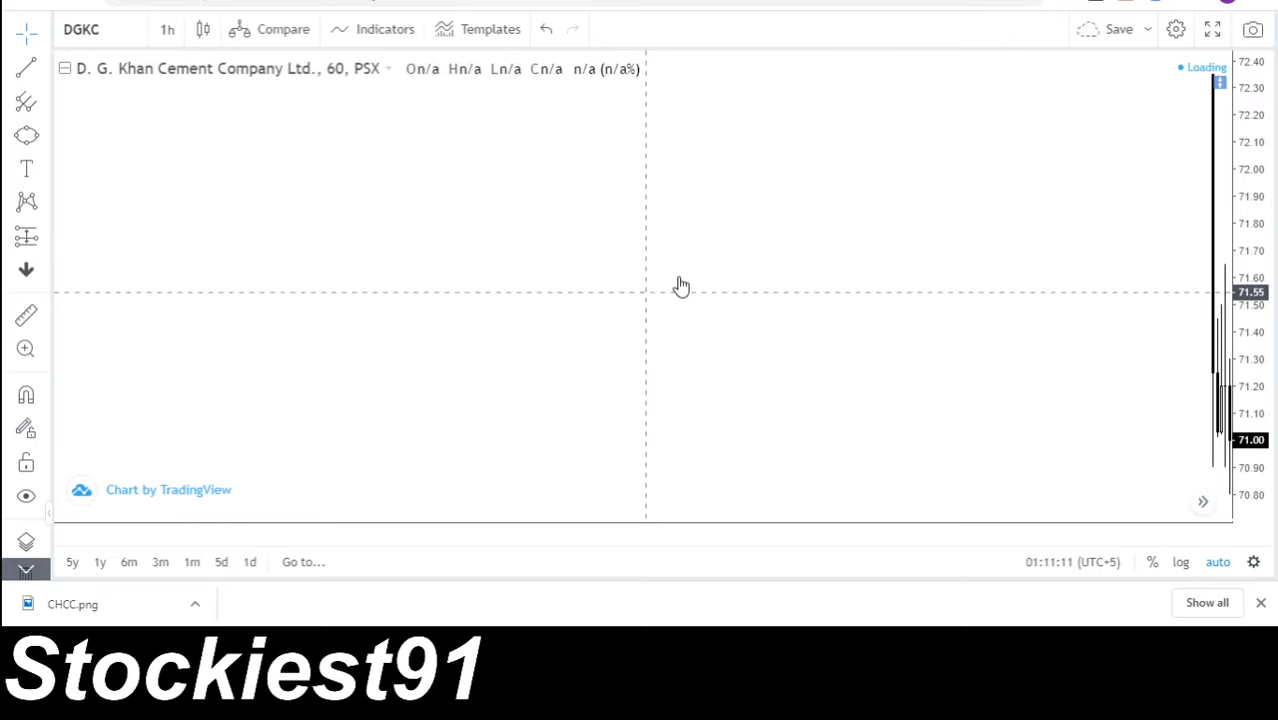 DGKC 1h Compare Indicators Templates Save
D. G. Khan Cement Company Ltd., 60, PSX On/a Hn/a Ln/a Cn/a n/a (n/a%)
Loading
72.40
72.30
72.20
72.10
72.00
71.90
71.80
71.70
71.60
71.55
71.50
71.40
71.30
71.20
71.10
71.00
70.90
70.80
Chart by TradingView
5y 1y 6m 3m 1m 5d 1d Go to... 01:11:11 (UTC+5) % log auto
CHCC.png Show all
Stockiest91